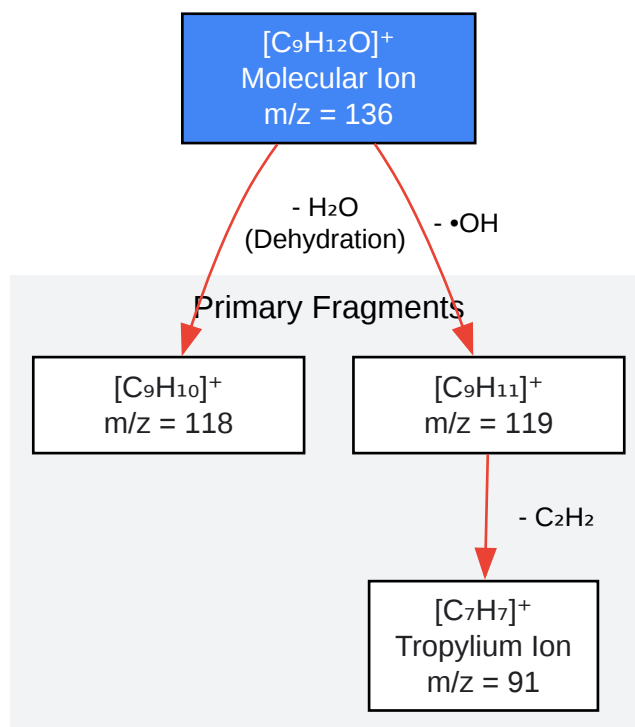 [C₉H₁₂O]⁺
Molecular Ion
m/z = 136
- H₂O
(Dehydration)
- •OH
Primary Fragments
[C₉H₁₀]⁺
m/z = 118
[C₉H₁₁]⁺
m/z = 119
- C₂H₂
[C₇H₇]⁺
Tropylium Ion
m/z = 91